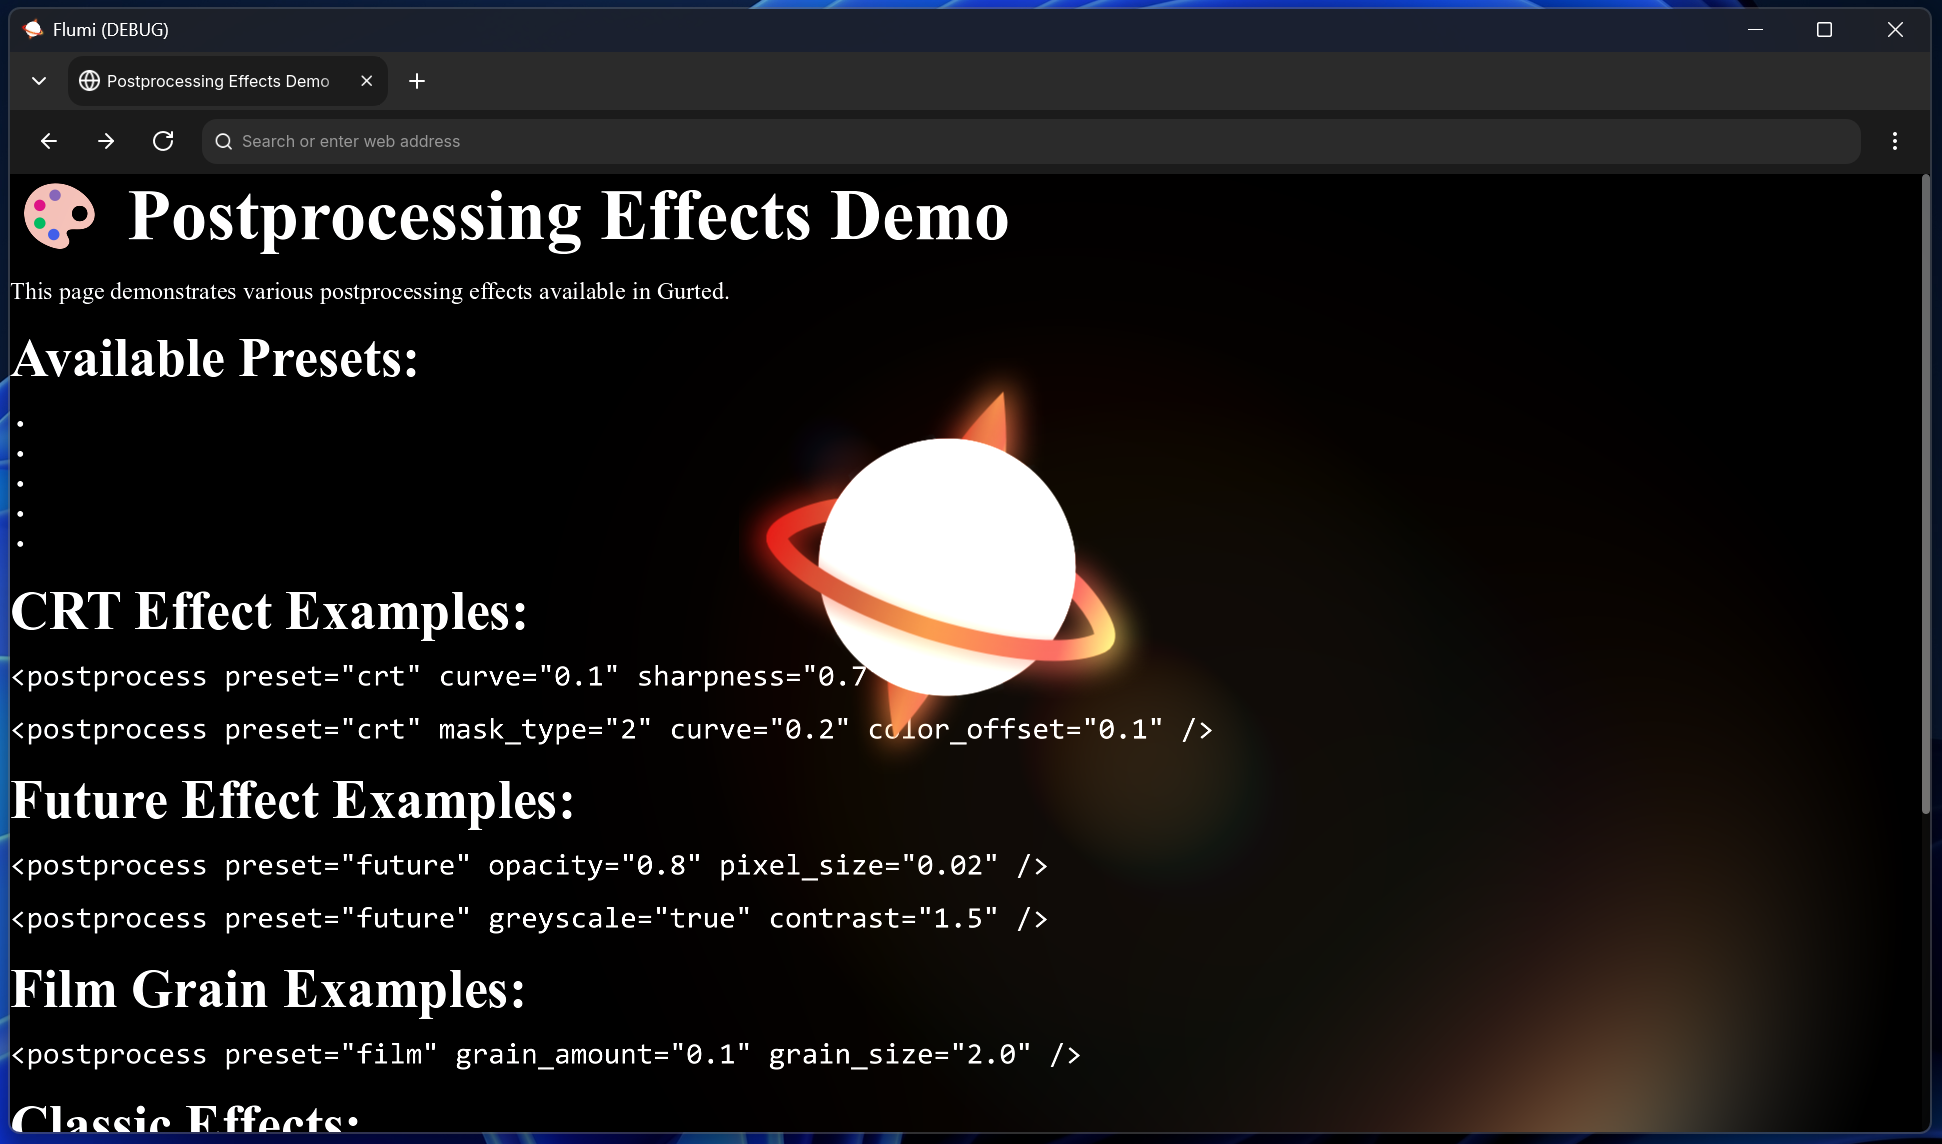 Flumi (DEBUG)
Postprocessing Effects Demo
Search or enter web address
Postprocessing Effects Demo
This page demonstrates various postprocessing effects available in Gurted.
Available Presets:
CRT Effect Examples:
<postprocess preset="crt" curve="0.1" sharpness="0.7
<postprocess preset="crt" mask_type="2" curve="0.2" color_offset="0.1" />
Future Effect Examples:
<postprocess preset="future" opacity="0.8" pixel_size="0.02" />
<postprocess preset="future" greyscale="true" contrast="1.5" />
Film Grain Examples:
<postprocess preset="film" grain_amount="0.1" grain_size="2.0" />
Classic Effects: